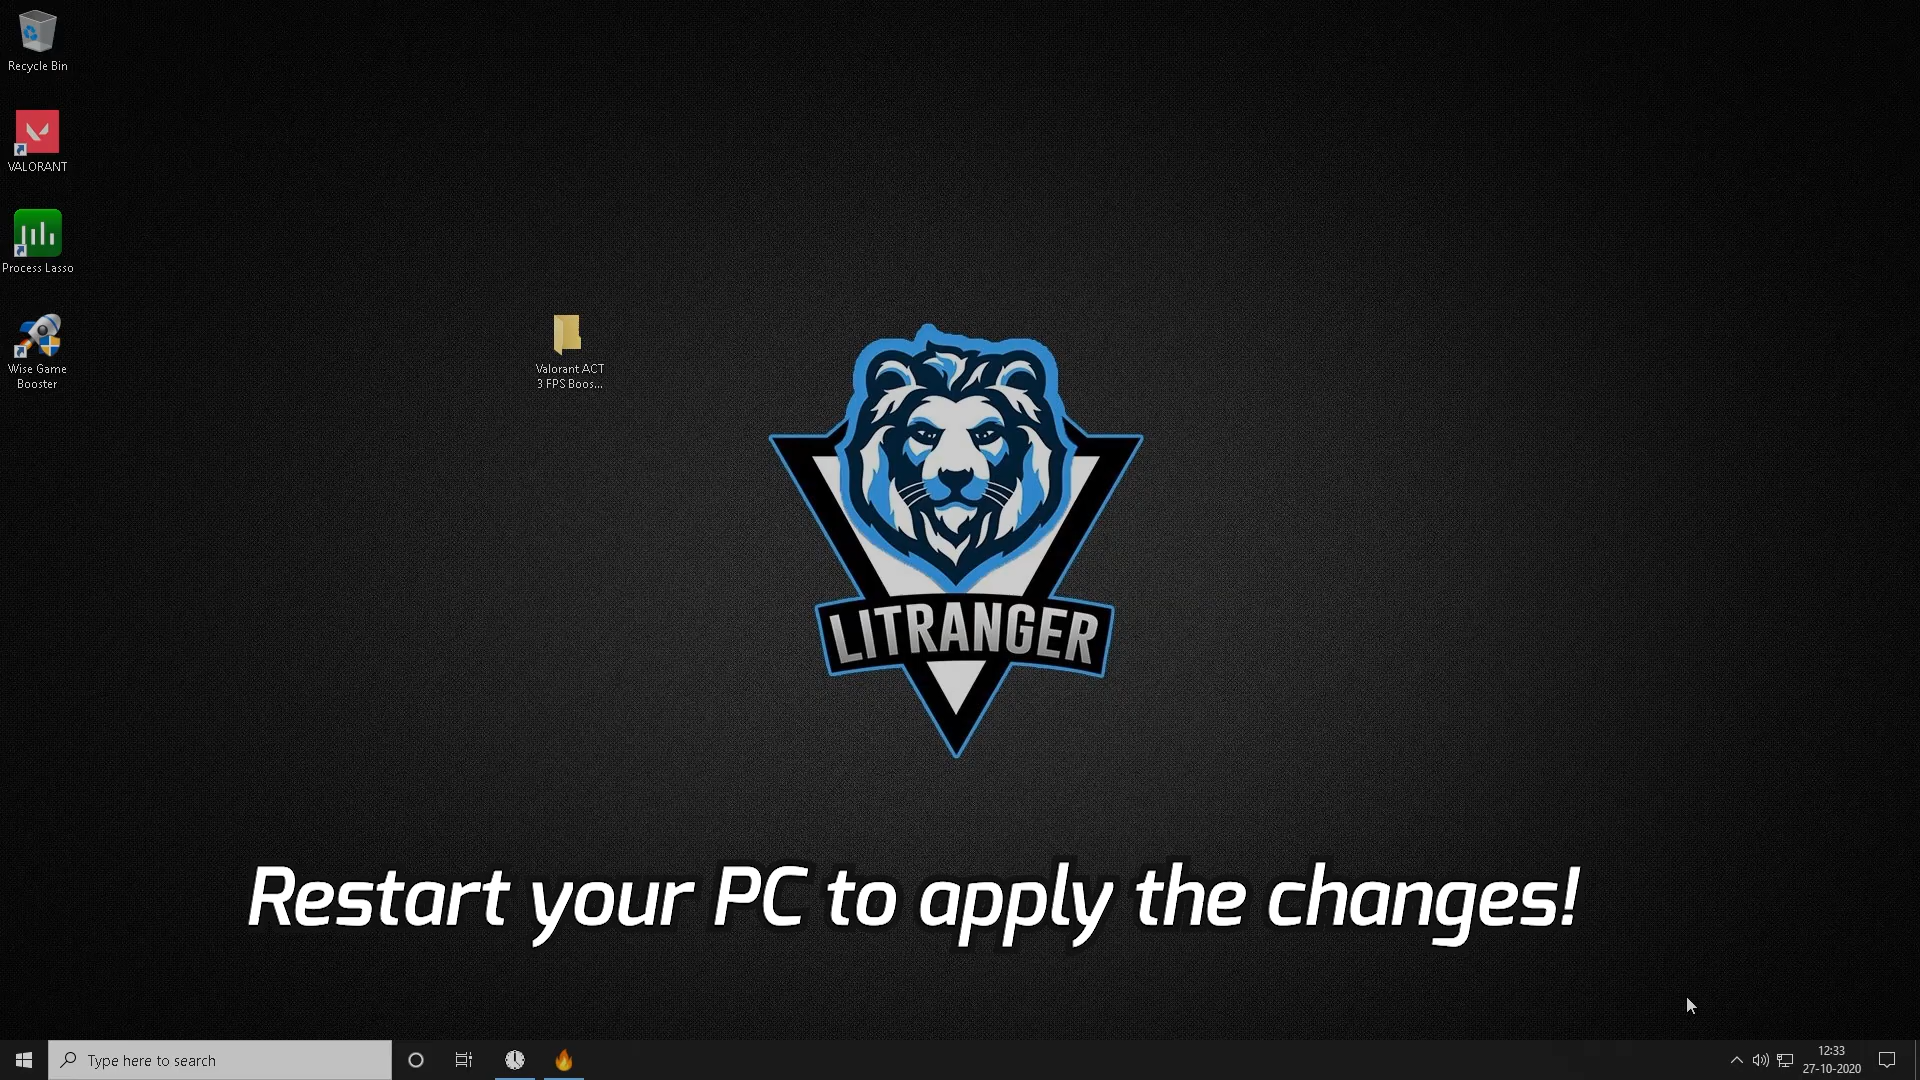 Recycle Bin
VALORANT
Process Lasso
Wise Game
Booster
Valorant ACT
3 FPS Boos...
LITRANGER
Restart your PC to apply the changes!
Type here to search
12:33
27-10-2020